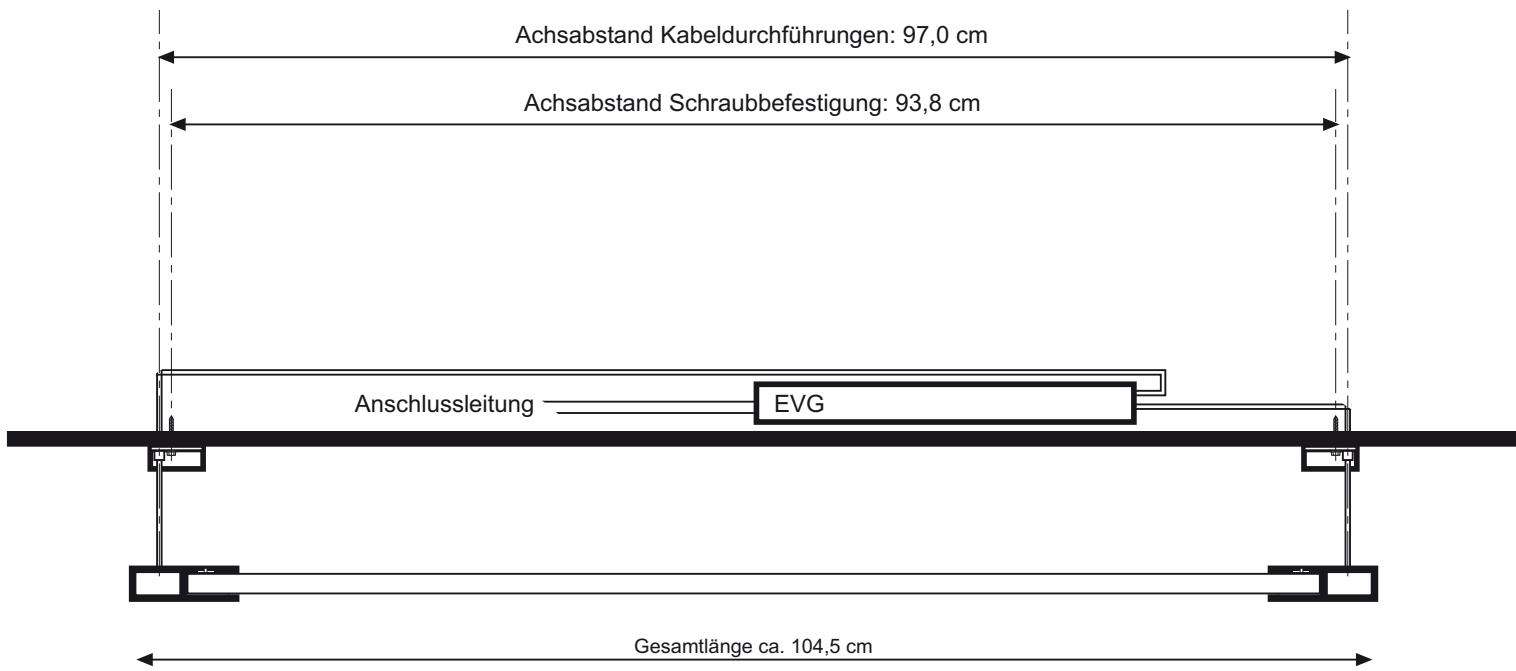 Achsabstand Kabeldurchführungen: 97,0 cm
Achsabstand Schraubbefestigung: 93,8 cm
Anschlussleitung
EVG
Gesamtlänge ca. 104,5 cm